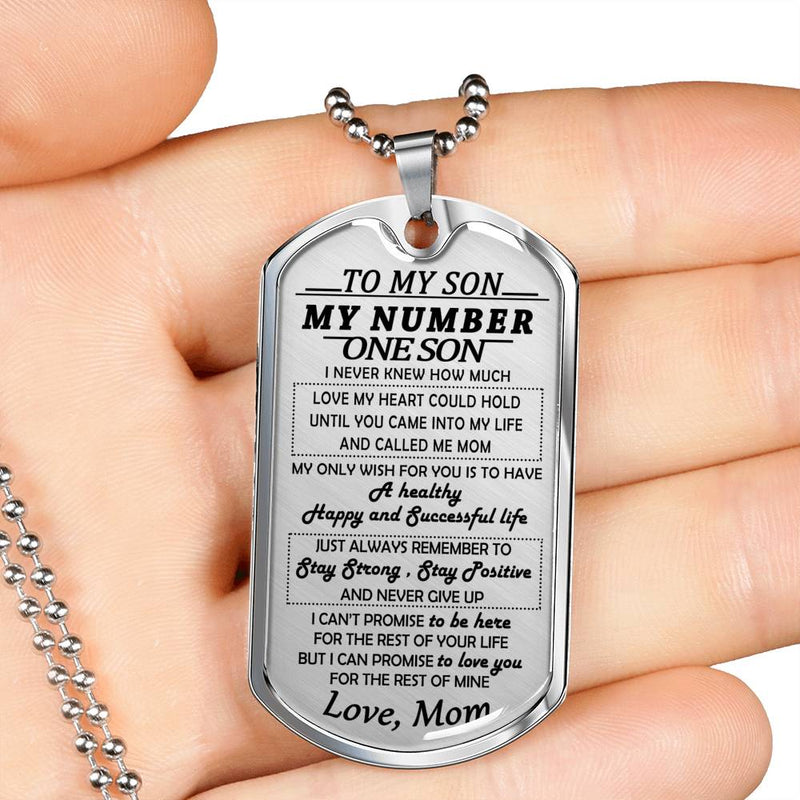 TO MY SON
MY NUMBER
ONE SON
I NEVER KNEW HOW MUCH
LOVE MY HEART COULD HOLD
UNTIL YOU CAME INTO MY LIFE
AND CALLED ME MOM
MY ONLY WISH FOR YOU IS TO HAVE
A healthy
Happy and Successful life
JUST ALWAYS REMEMBER TO
Stay Strong , Stay Positive
AND NEVER GIVE UP
I CAN'T PROMISE to be here
FOR THE REST OF YOUR LIFE
BUT I CAN PROMISE to love you
FOR THE REST OF MINE
Love, Mom